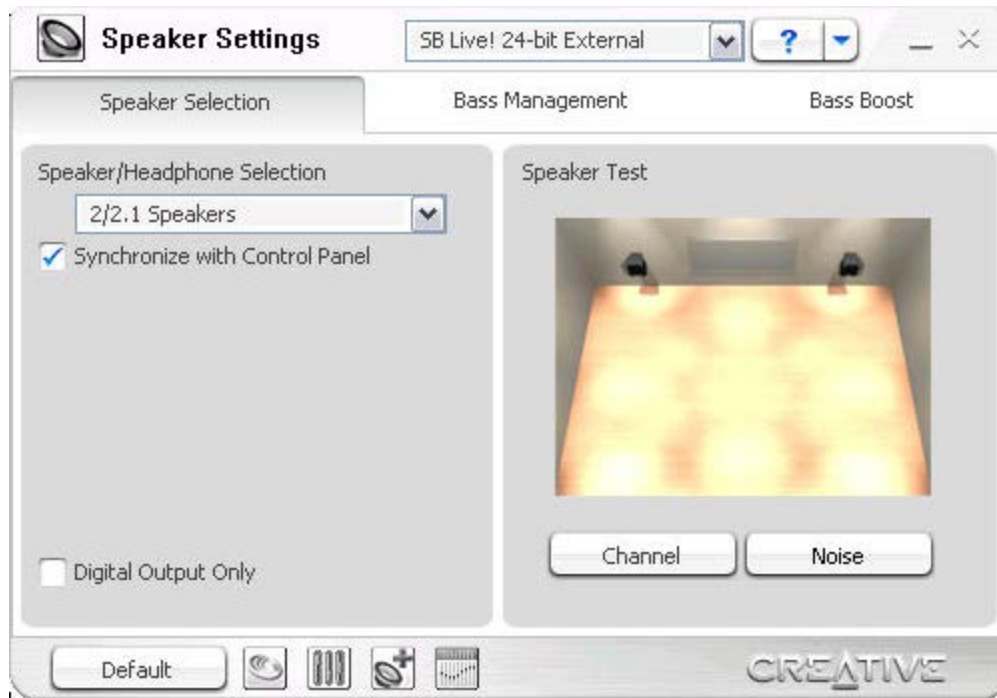 Speaker Settings
SB Live! 24-bit External
?
Speaker Selection
Bass Management
Bass Boost
Speaker/Headphone Selection
2/2.1 Speakers
Synchronize with Control Panel
Digital Output Only
Speaker Test
Channel
Noise
Default
CREATIVE